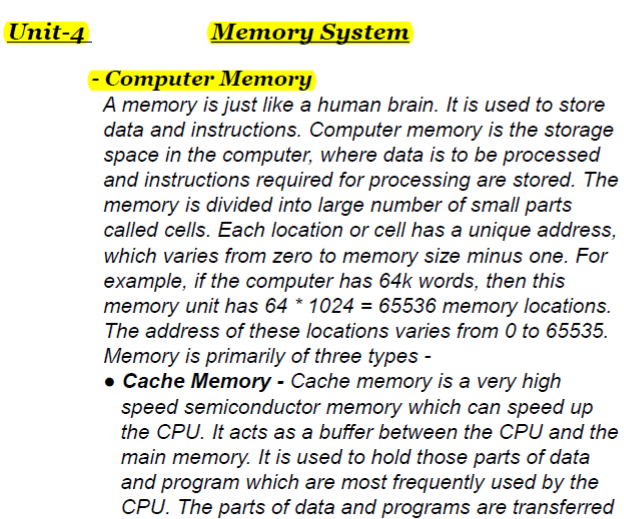 Unit-4 Memory System
- Computer Memory
A memory is just like a human brain. It is used to store
data and instructions. Computer memory is the storage
space in the computer, where data is to be processed
and instructions required for processing are stored. The
memory is divided into large number of small parts
called cells. Each location or cell has a unique address,
which varies from zero to memory size minus one. For
example, if the computer has 64k words, then this
memory unit has 64 * 1024 = 65536 memory locations.
The address of these locations varies from 0 to 65535.
Memory is primarily of three types -
● Cache Memory - Cache memory is a very high
speed semiconductor memory which can speed up
the CPU. It acts as a buffer between the CPU and the
main memory. It is used to hold those parts of data
and program which are most frequently used by the
CPU. The parts of data and programs are transferred